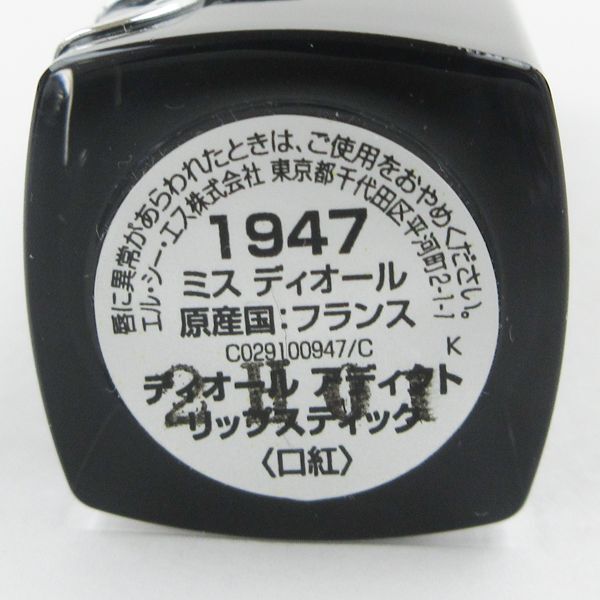 唇に異常があらわれたときは、ご使用をおやめください。
エル・シー・エス株式会社 東京都千代田区平河町2-1-1
1947
ミス ディオール
原産国:フランス
C029100947/C
K
ディオール アディクト
リップスティック
〈口紅〉